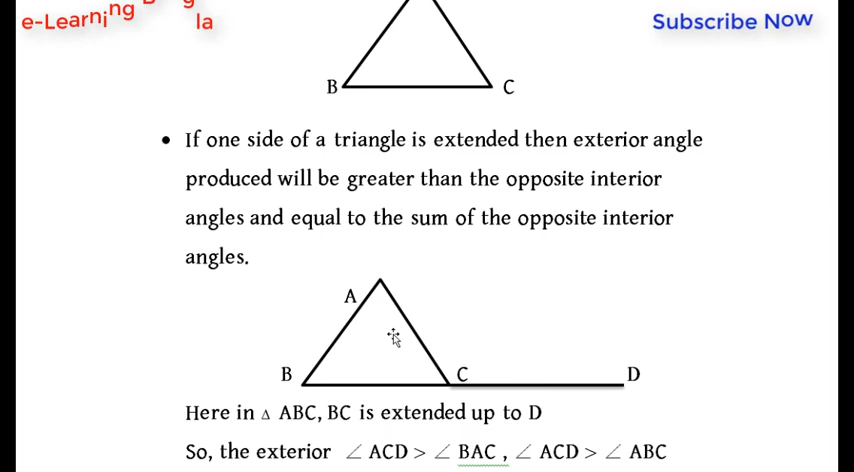 e-Learning
la
Subscribe Now
B
C
• If one side of a triangle is extended then exterior angle
produced will be greater than the opposite interior
angles and equal to the sum of the opposite interior
angles.
A
B
C
D
Here in △ ABC, BC is extended up to D
So, the exterior ∠ ACD > ∠ BAC , ∠ ACD > ∠ ABC